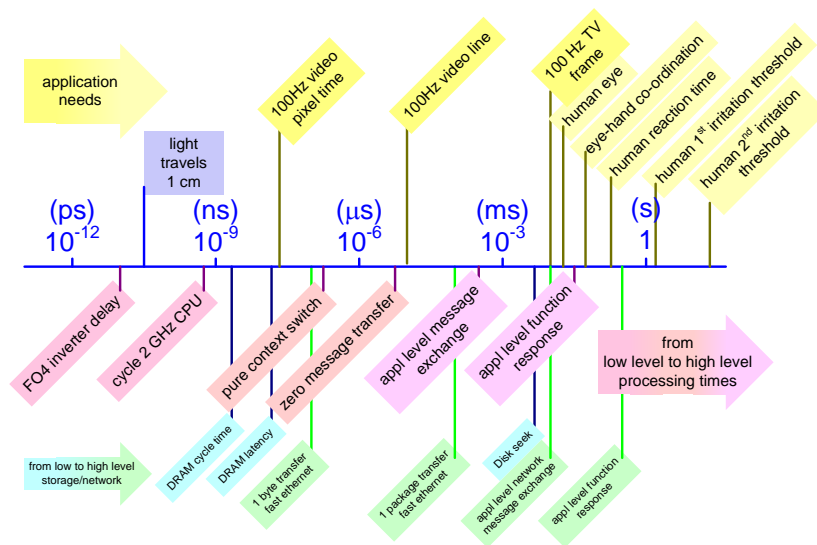 application
needs
light
travels
1 cm
100Hz video
pixel time
100Hz video line
100 Hz TV
frame
human eye
eye-hand co-ordination
human reaction time
human 1st irritation threshold
human 2nd irritation
threshold
(ps)
10-12
(ns)
10-9
(μs)
10-6
(ms)
10-3
(s)
1
FO4 inverter delay
cycle 2 GHz CPU
pure context switch
zero message transfer
appl level message
exchange
appl level function
response
from
low level to high level
processing times
from low to high level
storage/network
DRAM cycle time
DRAM latency
1 byte transfer
fast ethernet
1 package transfer
fast ethernet
Disk seek
appl level network
message exchange
appl level function
response